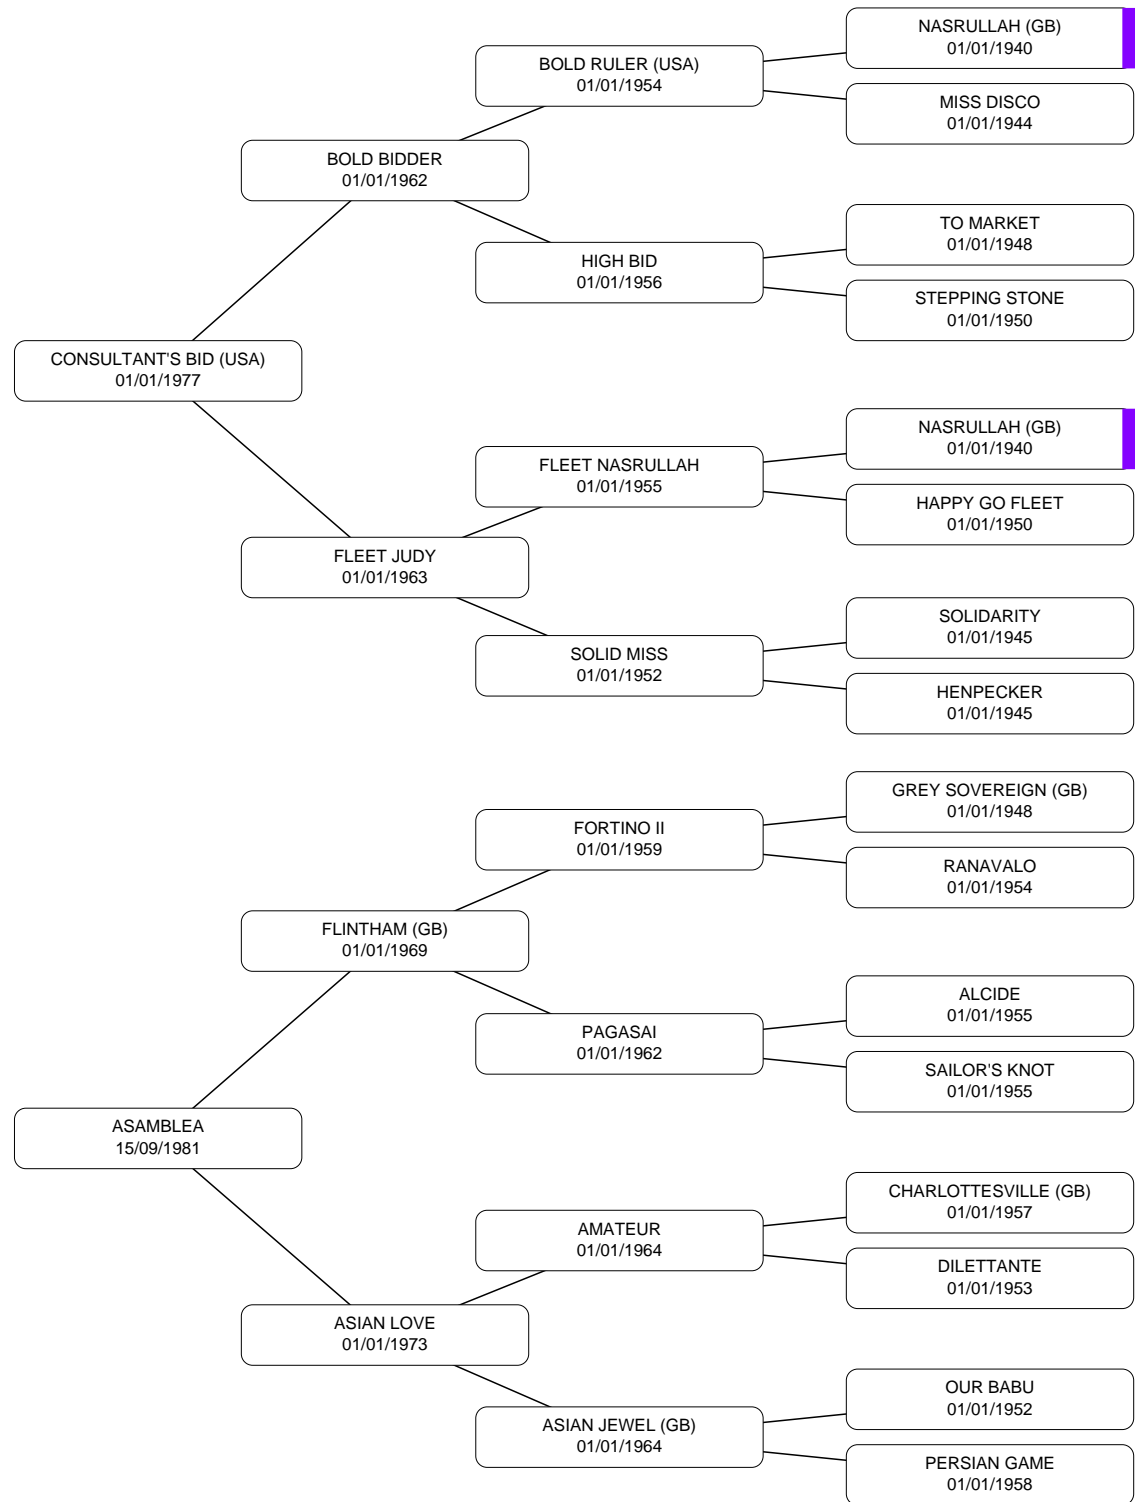 NASRULLAH (GB)
01/01/1940
BOLD RULER (USA)
01/01/1954
MISS DISCO
01/01/1944
BOLD BIDDER
01/01/1962
TO MARKET
01/01/1948
HIGH BID
01/01/1956
STEPPING STONE
01/01/1950
CONSULTANT'S BID (USA)
01/01/1977
NASRULLAH (GB)
01/01/1940
FLEET NASRULLAH
01/01/1955
HAPPY GO FLEET
01/01/1950
FLEET JUDY
01/01/1963
SOLIDARITY
01/01/1945
SOLID MISS
01/01/1952
HENPECKER
01/01/1945
GREY SOVEREIGN (GB)
01/01/1948
FORTINO II
01/01/1959
RANAVALO
01/01/1954
FLINTHAM (GB)
01/01/1969
ALCIDE
01/01/1955
PAGASAI
01/01/1962
SAILOR'S KNOT
01/01/1955
ASAMBLEA
15/09/1981
CHARLOTTESVILLE (GB)
01/01/1957
AMATEUR
01/01/1964
DILETTANTE
01/01/1953
ASIAN LOVE
01/01/1973
OUR BABU
01/01/1952
ASIAN JEWEL (GB)
01/01/1964
PERSIAN GAME
01/01/1958